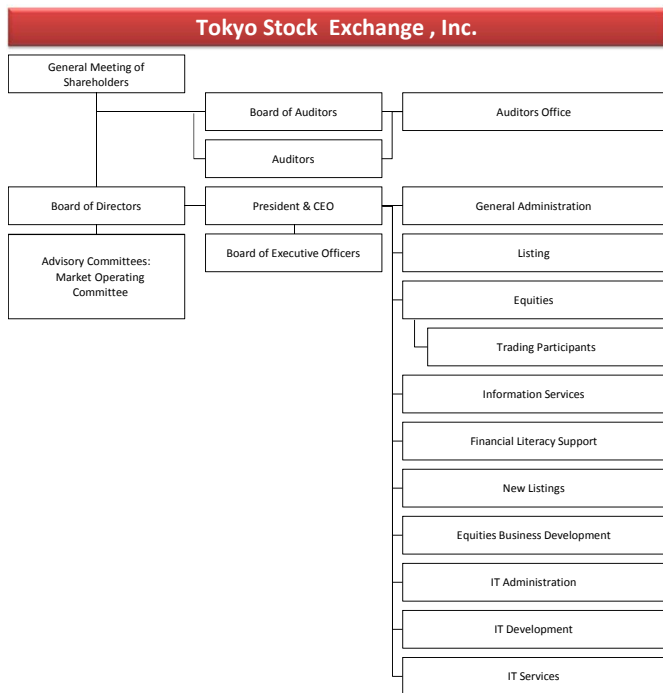 Tokyo Stock Exchange , Inc.
General Meeting of
Shareholders
Board of Auditors
Auditors Office
Auditors
Board of Directors
President & CEO
General Administration
Advisory Committees:
Market Operating
Committee
Board of Executive Officers
Listing
Equities
Trading Participants
Information Services
Financial Literacy Support
New Listings
Equities Business Development
IT Administration
IT Development
IT Services